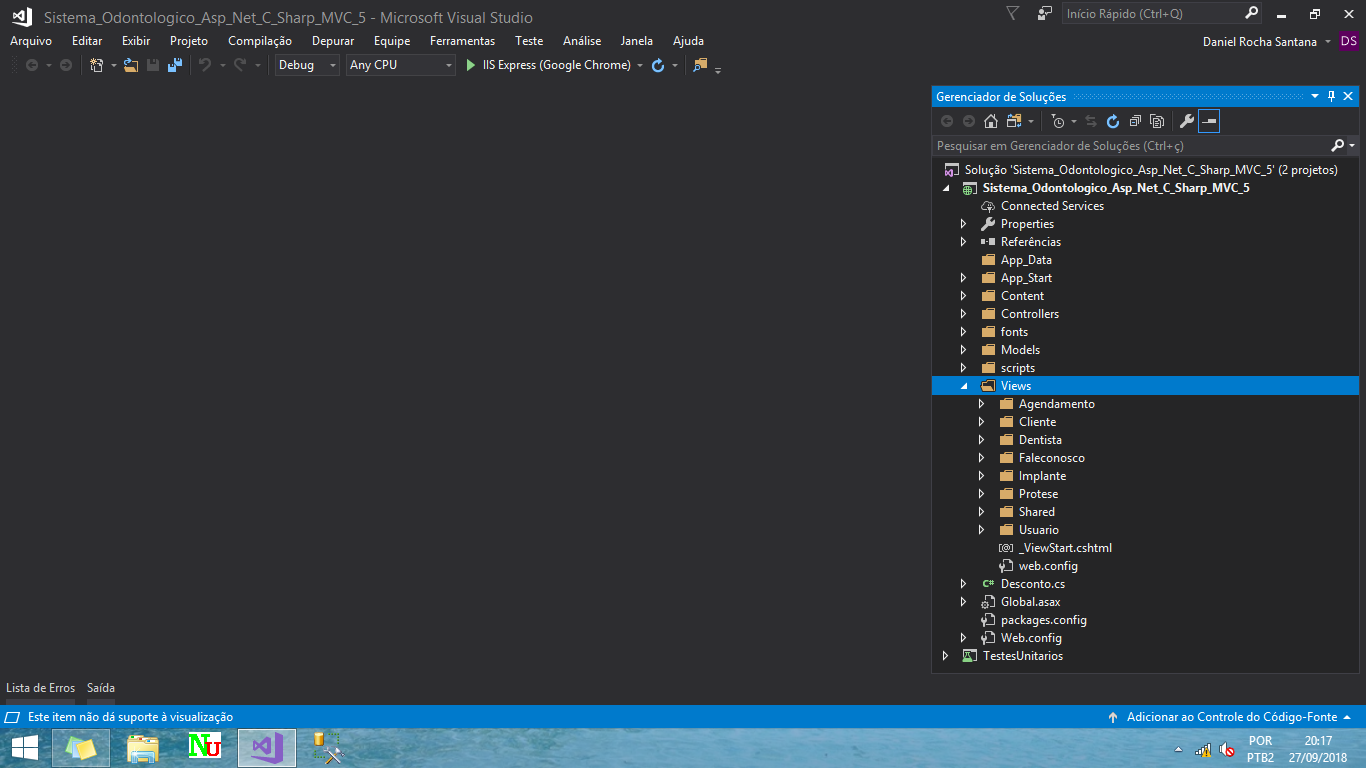 Sistema_Odontologico_Asp_Net_C_Sharp_MVC_5 - Microsoft Visual Studio
Início Rápido (Ctrl+Q)
Arquivo Editar Exibir Projeto Compilação Depurar Equipe Ferramentas Teste Análise Janela Ajuda
Daniel Rocha Santana DS
Debug Any CPU IIS Express (Google Chrome)
Gerenciador de Soluções
Pesquisar em Gerenciador de Soluções (Ctrl+ç)
Solução 'Sistema_Odontologico_Asp_Net_C_Sharp_MVC_5' (2 projetos)
Sistema_Odontologico_Asp_Net_C_Sharp_MVC_5
Connected Services
Properties
Referências
App_Data
App_Start
Content
Controllers
fonts
Models
scripts
Views
Agendamento
Cliente
Dentista
Faleconosco
Implante
Protese
Shared
Usuario
[@] _ViewStart.cshtml
web.config
C# Desconto.cs
Global.asax
packages.config
Web.config
TestesUnitarios
Lista de Erros Saída
Este item não dá suporte à visualização
Adicionar ao Controle do Código-Fonte
NU
POR
PTB2
20:17
27/09/2018